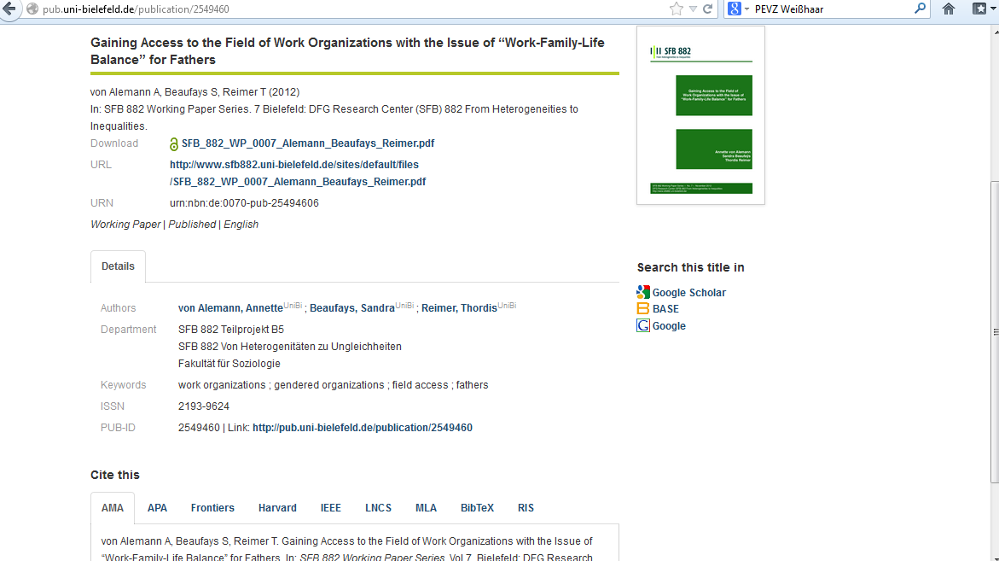 pub.uni-bielefeld.de/publication/2549460
PEVZ Weißhaar
Gaining Access to the Field of Work Organizations with the Issue of “Work-Family-Life
Balance” for Fathers
von Alemann A, Beaufays S, Reimer T (2012)
In: SFB 882 Working Paper Series. 7 Bielefeld: DFG Research Center (SFB) 882 From Heterogeneities to
Inequalities.
Download SFB_882_WP_0007_Alemann_Beaufays_Reimer.pdf
URL http://www.sfb882.uni-bielefeld.de/sites/default/files
/SFB_882_WP_0007_Alemann_Beaufays_Reimer.pdf
URN urn:nbn:de:0070-pub-25494606
Working Paper | Published | English
SFB 882
Gaining Access to the Field of
Work Organizations with the Issue of
“Work-Family-Life Balance” for Fathers
Annette von Alemann
Sandra Beaufays
Thordis Reimer
Details
Authors von Alemann, Annette UniBi ; Beaufays, Sandra UniBi ; Reimer, Thordis UniBi
Department SFB 882 Teilprojekt B5
SFB 882 Von Heterogenitäten zu Ungleichheiten
Fakultät für Soziologie
Keywords work organizations ; gendered organizations ; field access ; fathers
ISSN 2193-9624
PUB-ID 2549460 | Link: http://pub.uni-bielefeld.de/publication/2549460
Search this title in
Google Scholar
BASE
Google
Cite this
AMA APA Frontiers Harvard IEEE LNCS MLA BibTeX RIS
von Alemann A, Beaufays S, Reimer T. Gaining Access to the Field of Work Organizations with the Issue of
“Work-Family-Life Balance” for Fathers. In: SFB 882 Working Paper Series. Vol 7. Bielefeld: DFG Research